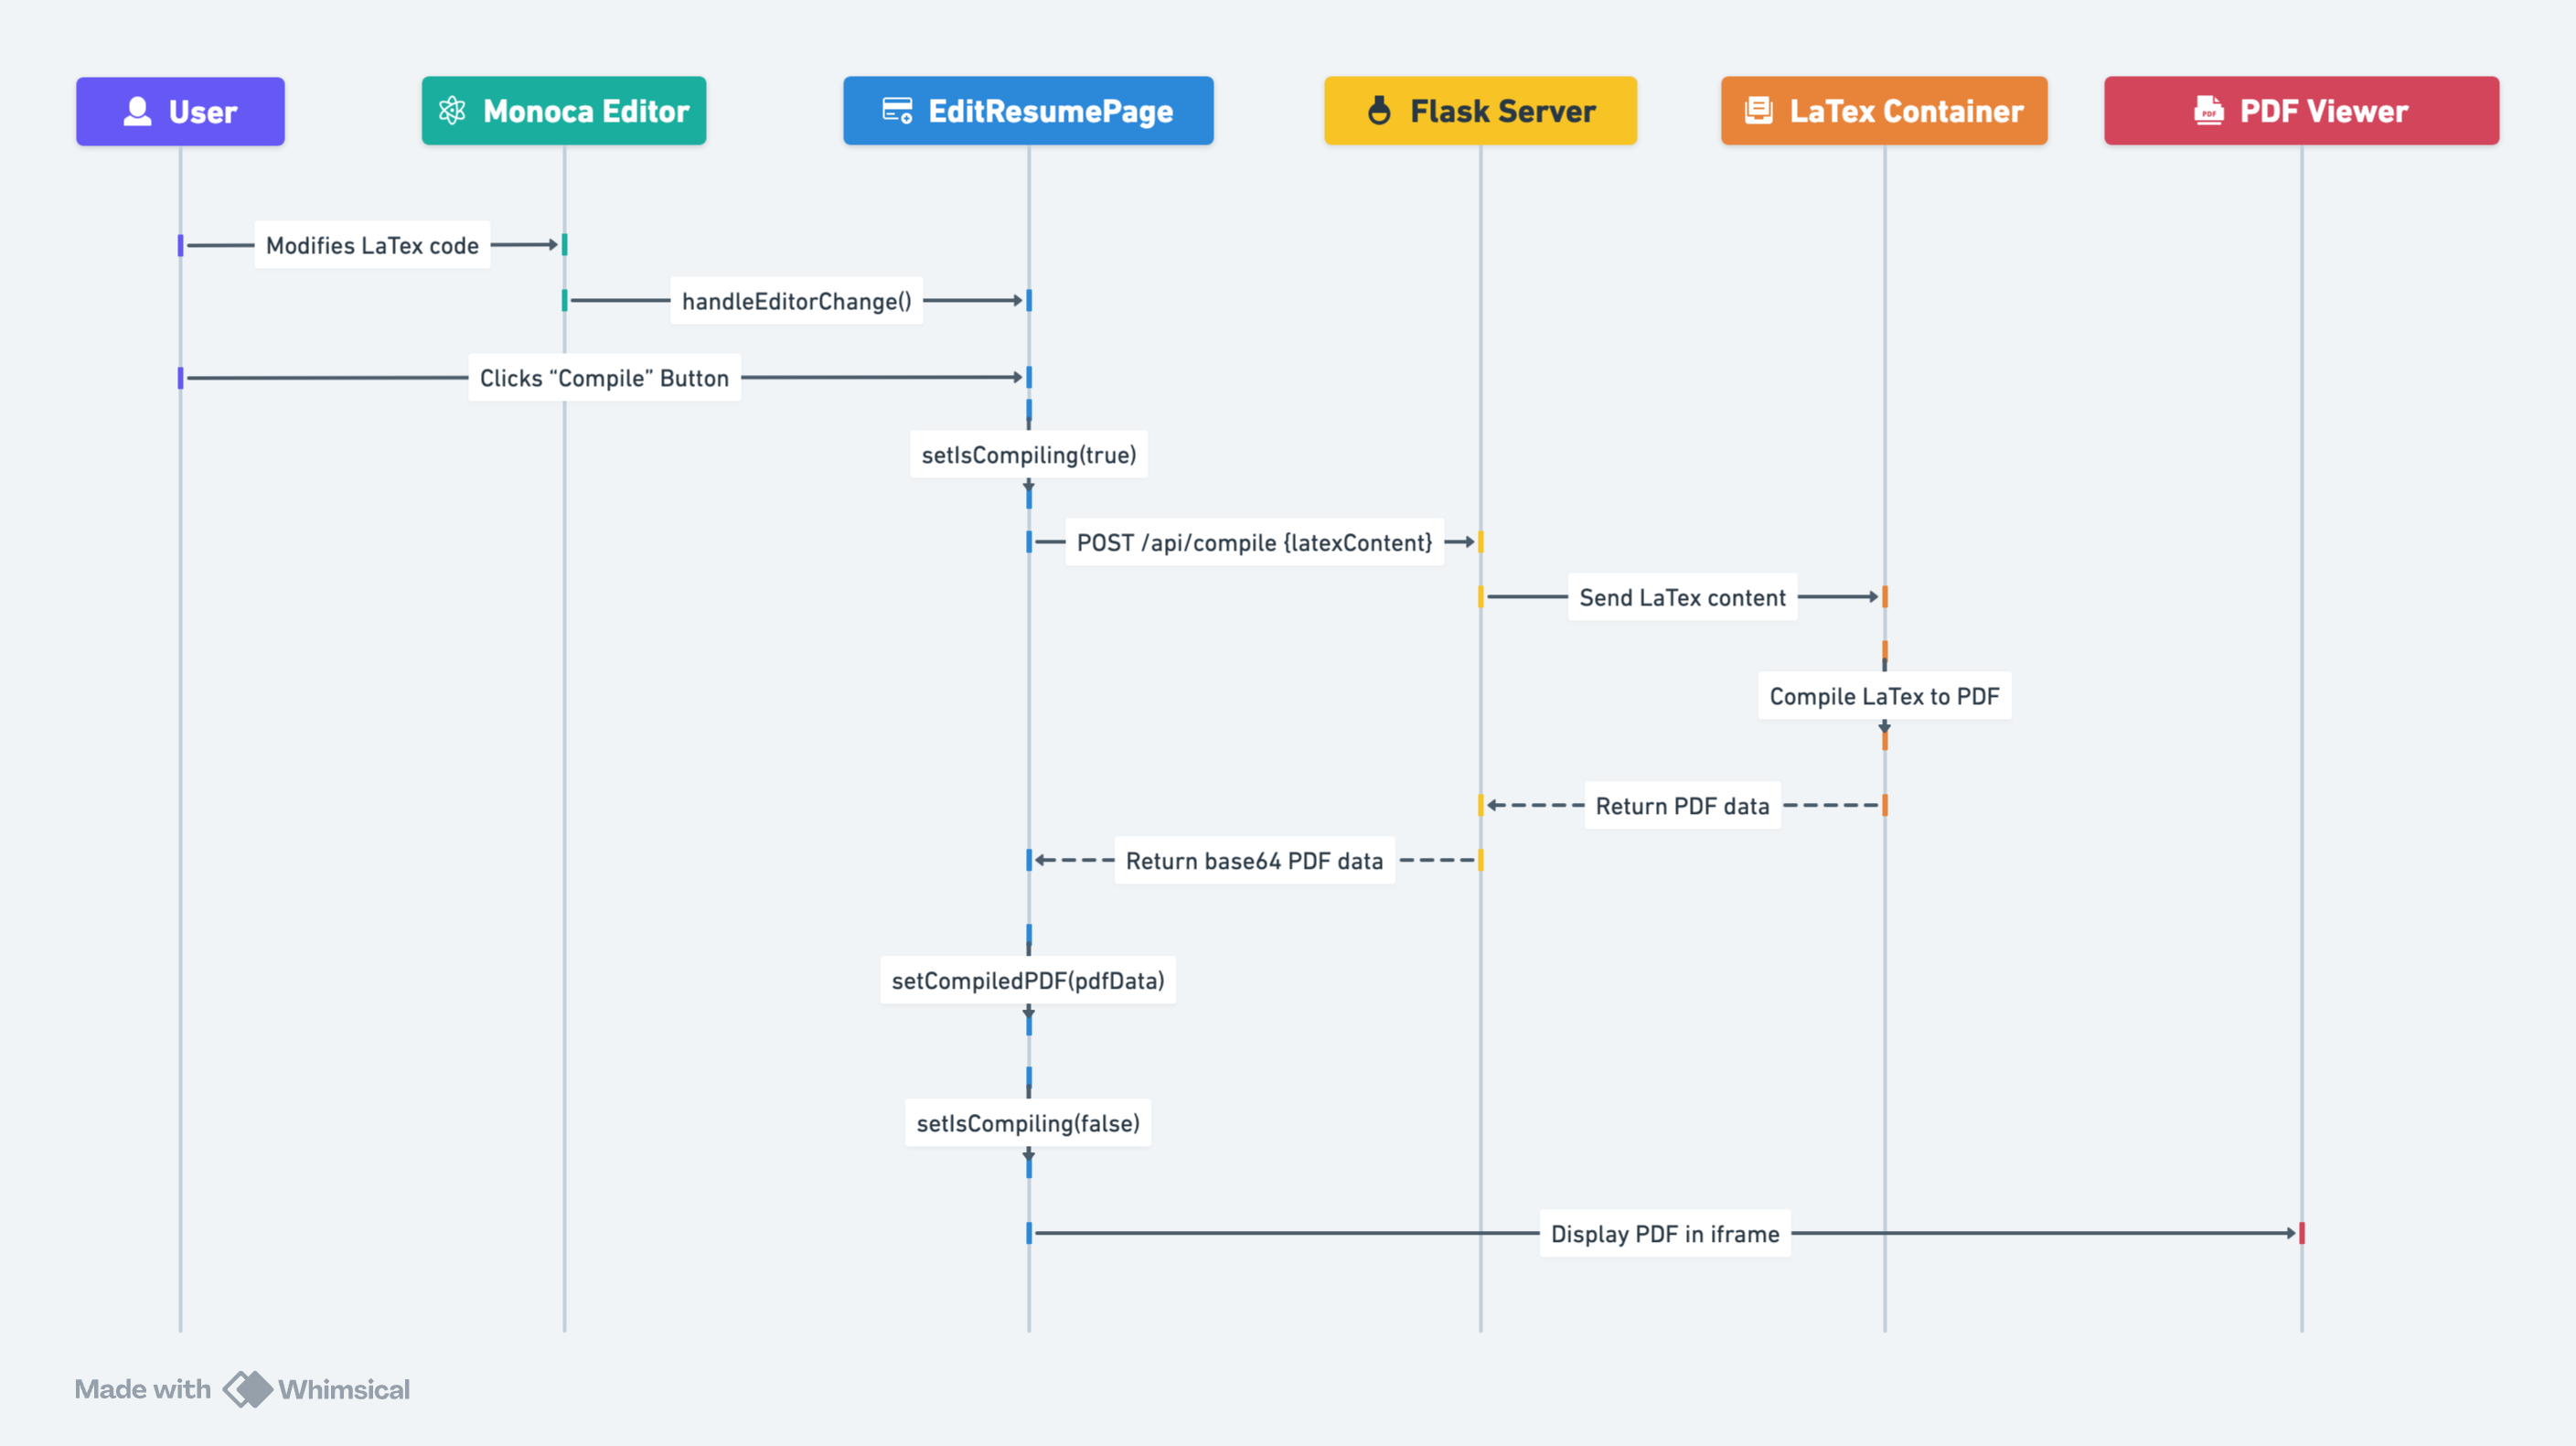 User
Monoca Editor
EditResumePage
Flask Server
LaTex Container
PDF
PDF Viewer
Modifies LaTex code
handleEditorChange()
Clicks “Compile” Button
setIsCompiling(true)
POST /api/compile {latexContent}
Send LaTex content
Compile LaTex to PDF
Return PDF data
Return base64 PDF data
setCompiledPDF(pdfData)
setIsCompiling(false)
Display PDF in iframe
Made with Whimsical